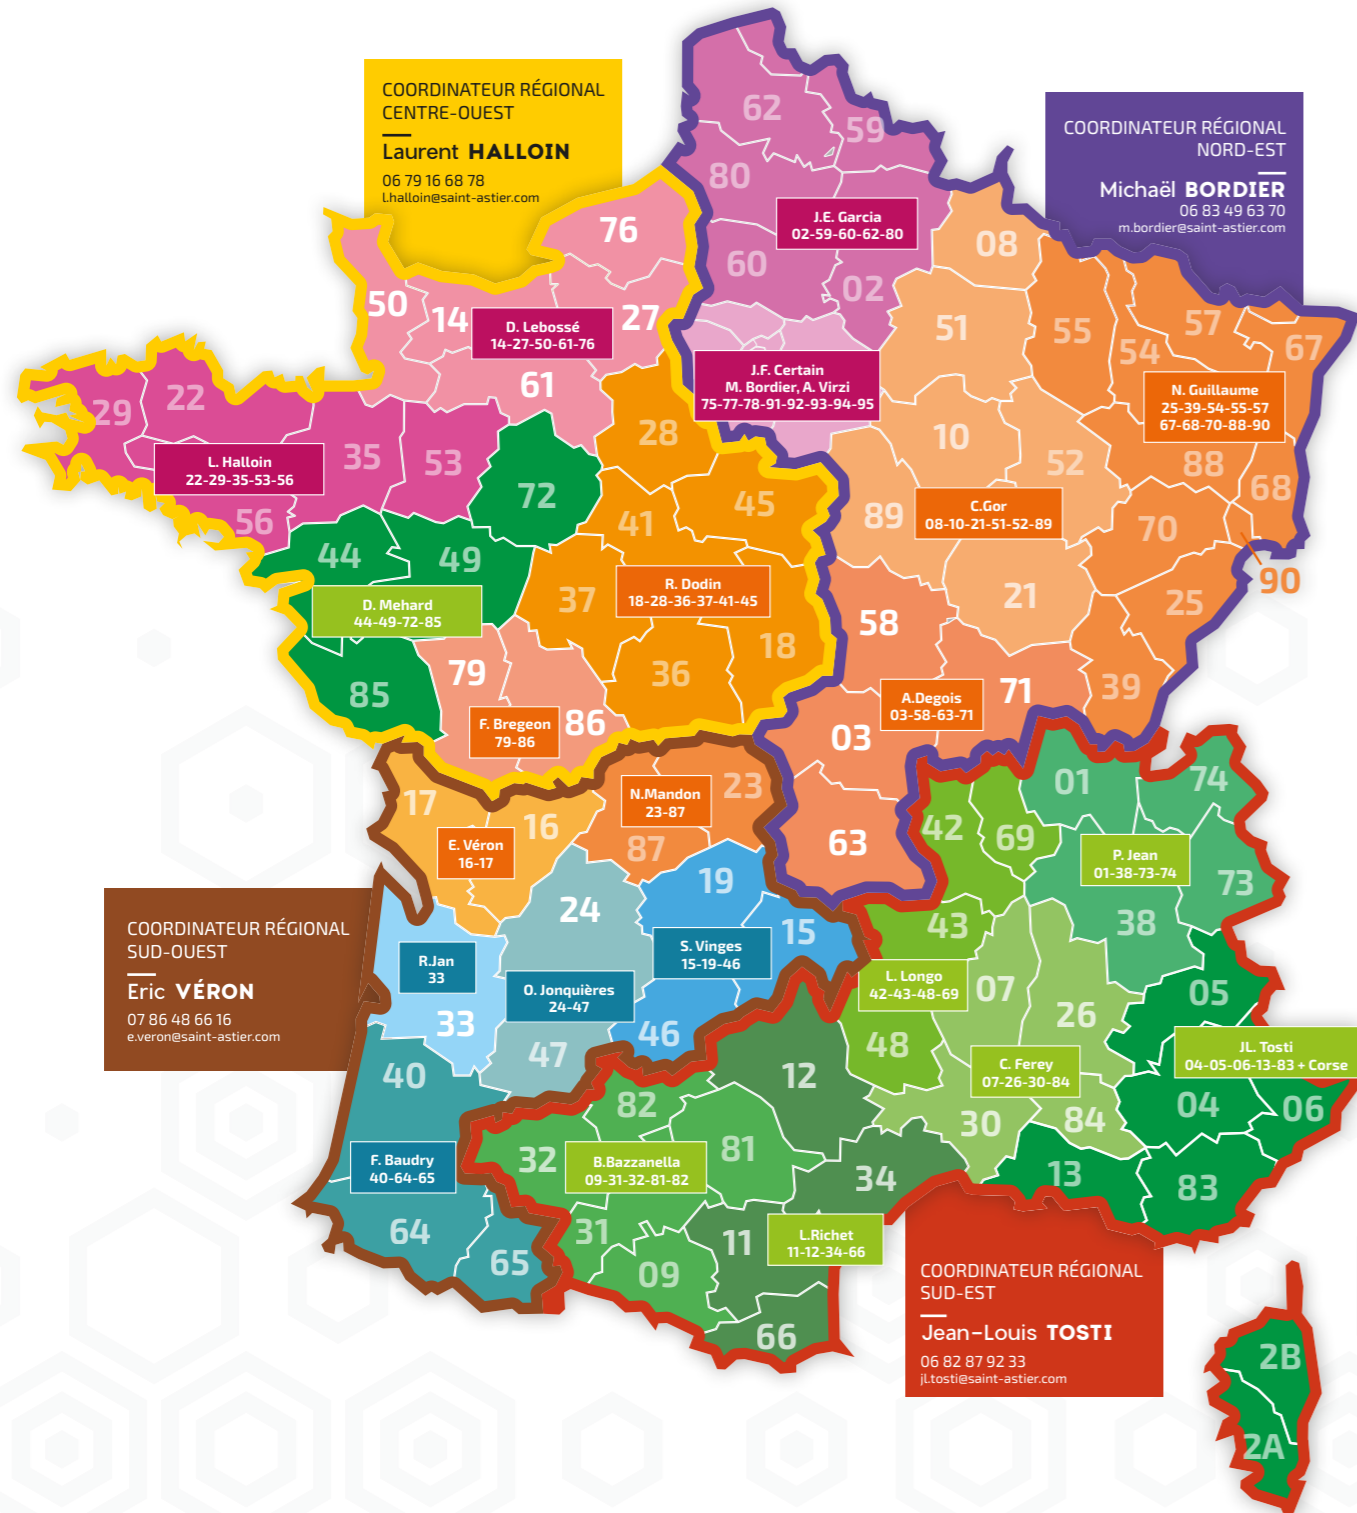 COORDINATEUR RÉGIONAL
CENTRE-OUEST
Laurent HALLOIN
06 79 16 68 78
l.halloin@saint-astier.com
COORDINATEUR RÉGIONAL
NORD-EST
Michaël BORDIER
06 83 49 63 70
m.bordier@saint-astier.com
62
59
80
J.E. Garcia
02-59-60-62-80
60
02
76
50
14
27
D. Lebossé
14-27-50-61-76
61
08
51
55
54
57
67
J.F. Certain
M. Bordier, A. Virzi
75-77-78-91-92-93-94-95
N. Guillaume
25-39-54-55-57
67-68-70-88-90
29
22
35
53
L. Halloin
22-29-35-53-56
56
72
28
10
52
88
68
45
41
89
C.Gor
08-10-21-51-52-89
70
90
44
49
D. Mehard
44-49-72-85
85
37
R. Dodin
18-28-36-37-41-45
18
36
21
25
58
39
79
86
F. Bregeon
79-86
A.Degois
03-58-63-71
71
03
63
17
16
E. Véron
16-17
N.Mandon
23-87
23
87
01
74
42
69
P. Jean
01-38-73-74
73
38
24
19
15
S. Vinges
15-19-46
46
COORDINATEUR RÉGIONAL
SUD-OUEST
Eric VÉRON
07 86 48 66 16
e.veron@saint-astier.com
R.Jan
33
33
O. Jonquières
24-47
47
43
L. Longo
42-43-48-69
48
07
26
05
JL. Tosti
04-05-06-13-83 + Corse
C. Ferey
07-26-30-84
04
06
30
84
13
83
40
F. Baudry
40-64-65
64
65
12
82
81
32
B.Bazzanella
09-31-32-81-82
31
09
34
11
L.Richet
11-12-34-66
66
COORDINATEUR RÉGIONAL
SUD-EST
Jean-Louis TOSTI
06 82 87 92 33
jl.tosti@saint-astier.com
2B
2A